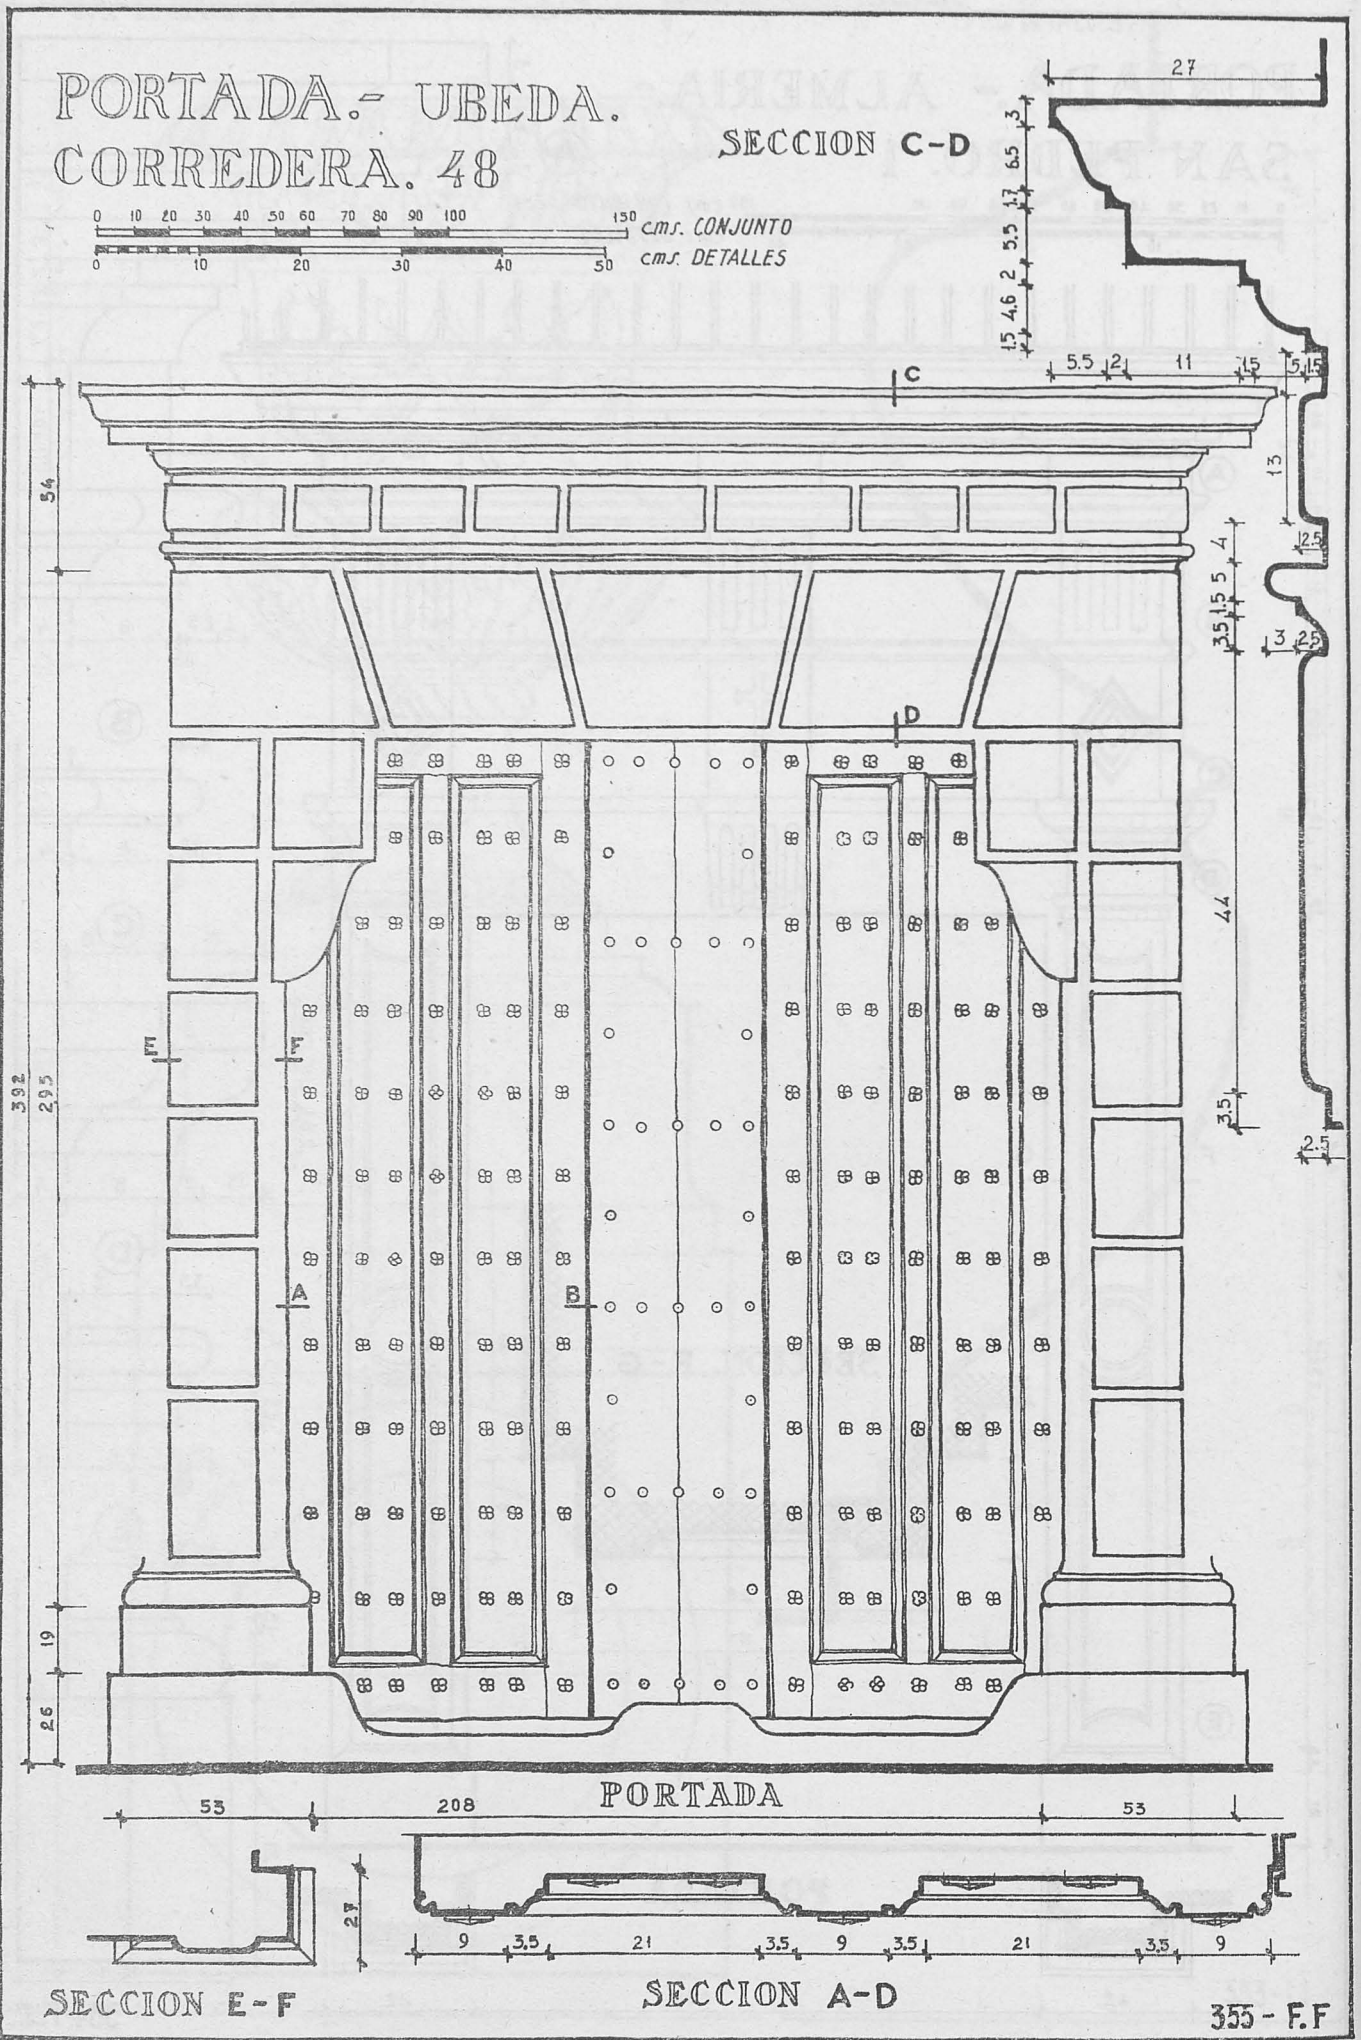 PORTADA.- UBEDA.
CORREDERA. 48
0 10 20 30 40 50 60 70 80 90 100 150 cms. CONJUNTO
0 10 20 30 40 50 cms. DETALLES
SECCION C-D
27
3
6.5
1.7
5.5
2
4.6
1.5
5.5 2 11 1.5 5 1.5
13
2.5
4
5
1.5
3.5
3 2.5
44
3.5
2.5
C
D
54
392
295
19
26
E F
A B
PORTADA
53 208 53
27
9 3.5 21 3.5 9 3.5 21 3.5 9
SECCION E-F
SECCION A-D
355-F.F